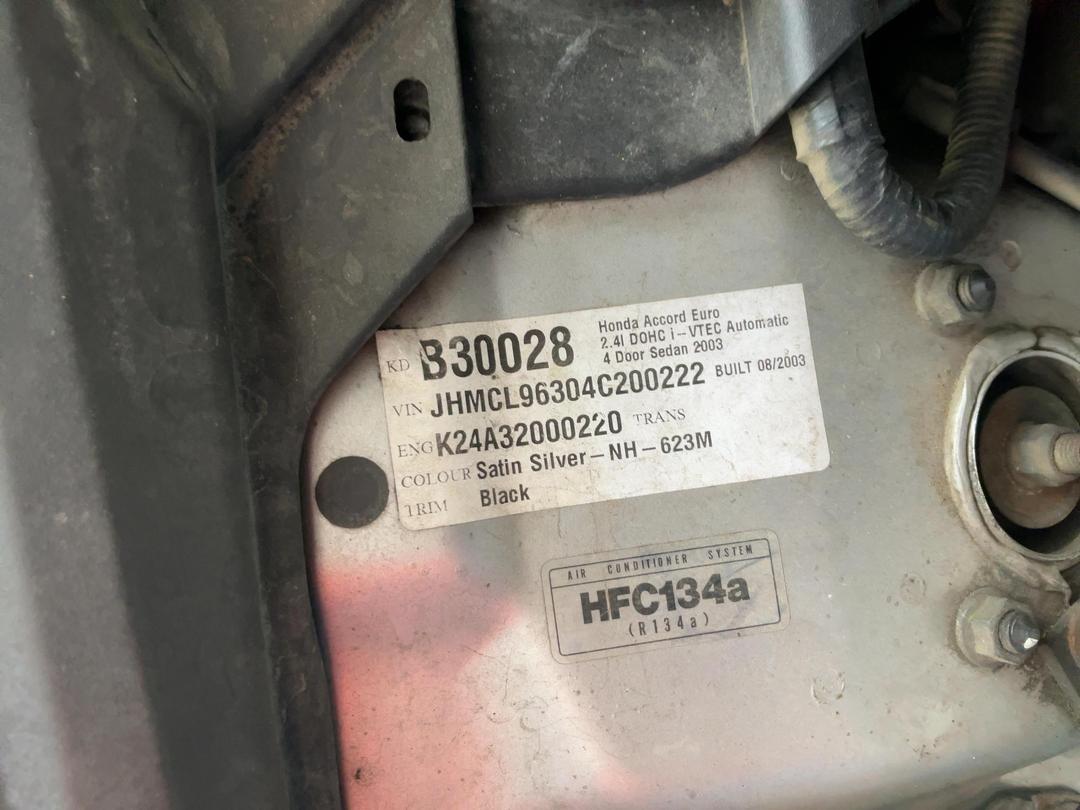 KD B30028
Honda Accord Euro
2.4l DOHC i-VTEC Automatic
4 Door Sedan 2003
VIN JHMCL96304C200222 BUILT 08/2003
ENG K24A32000220 TRANS
COLOUR Satin Silver-NH-623M
TRIM Black
AIR CONDITIONER SYSTEM
HFC134a
(R134a)